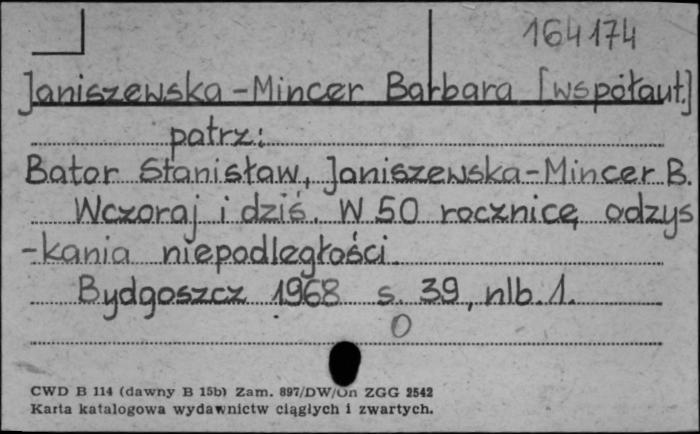 164174
Janiszewska-Mincer Barbara [współaut.]
patrz:
Bator Stanisław, Janiszewska-Mincer B.
Wczoraj i dziś. W 50 rocznicę odzys
-kania niepodległości.
Bydgoszcz 1968 s. 39, nlb. 1.
O
CWD B 114 (dawny B 15b) Zam. 897/DW/On ZGG 2542
Karta katalogowa wydawnictw ciągłych i zwartych.